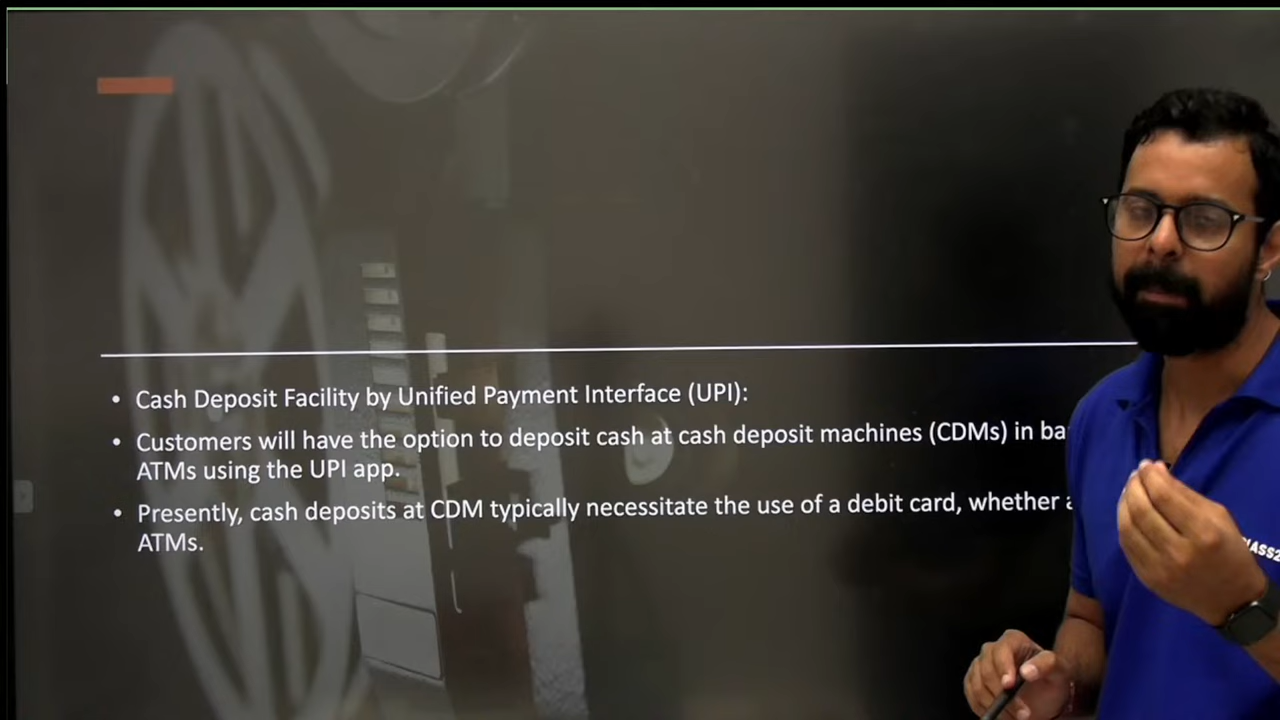 • Cash Deposit Facility by Unified Payment Interface (UPI):
• Customers will have the option to deposit cash at cash deposit machines (CDMs) in
ATMs using the UPI app.
• Presently, cash deposits at CDM typically necessitate the use of a debit card, whether
ATMs.